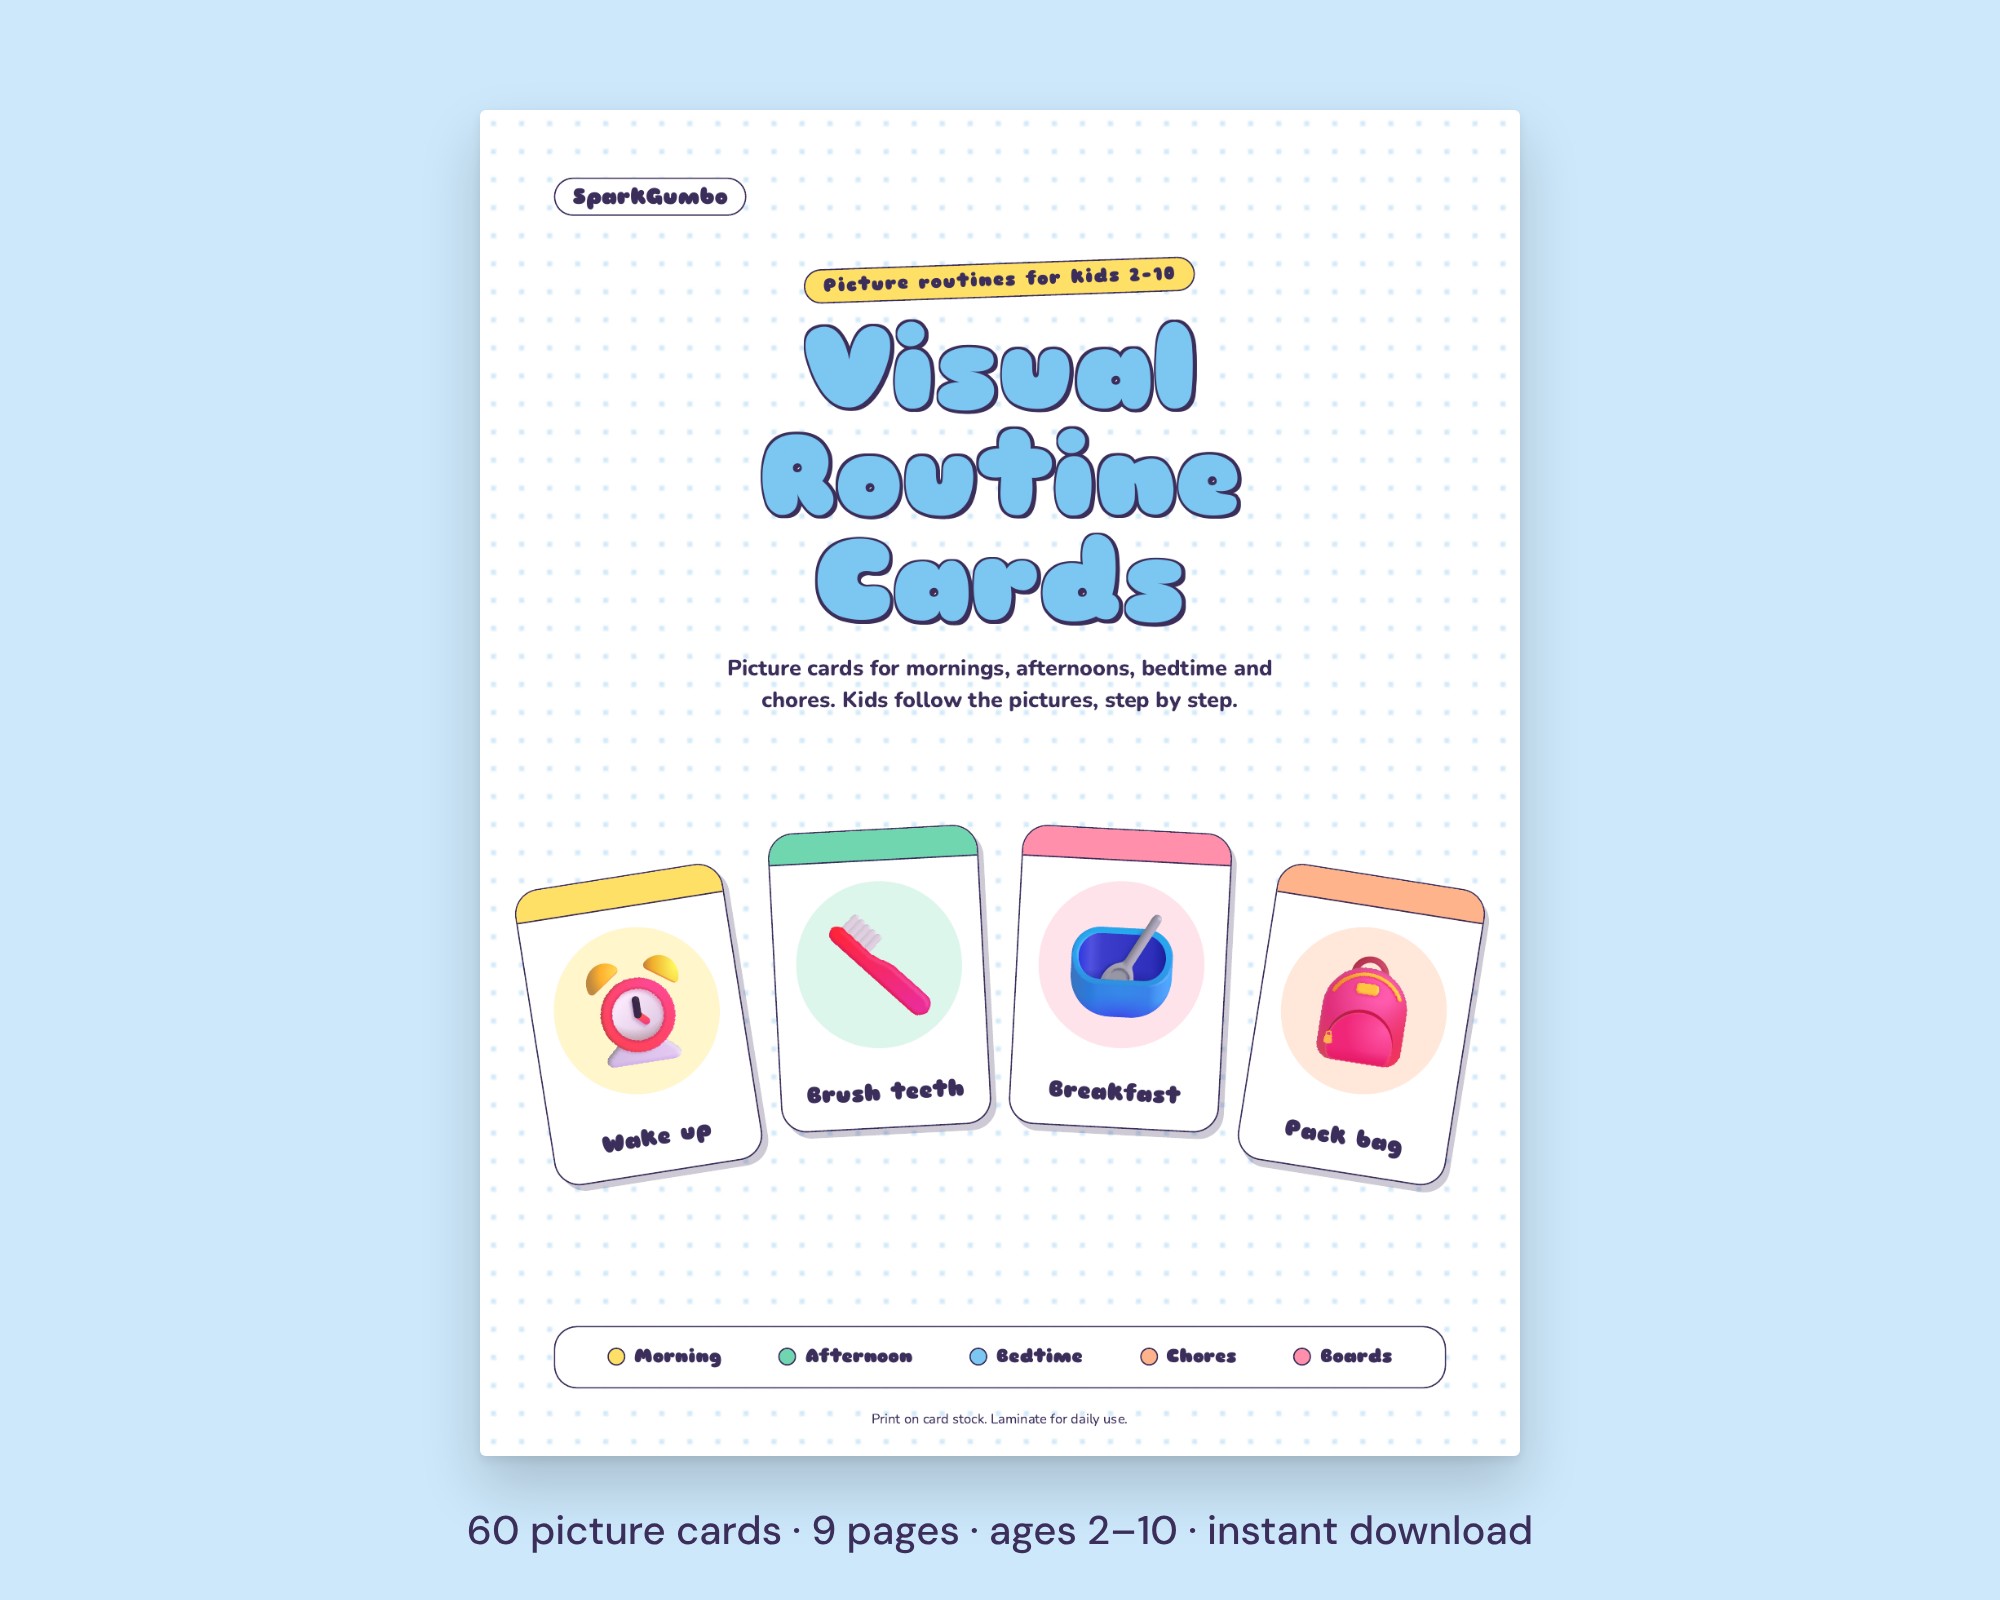 SparkGumbo
Picture routines for kids 2-10
Visual
Routine
Cards
Picture cards for mornings, afternoons, bedtime and
chores. Kids follow the pictures, step by step.
Wake up
Brush teeth
Breakfast
Pack bag
Morning
Afternoon
Bedtime
Chores
Boards
Print on card stock. Laminate for daily use.
60 picture cards · 9 pages · ages 2–10 · instant download